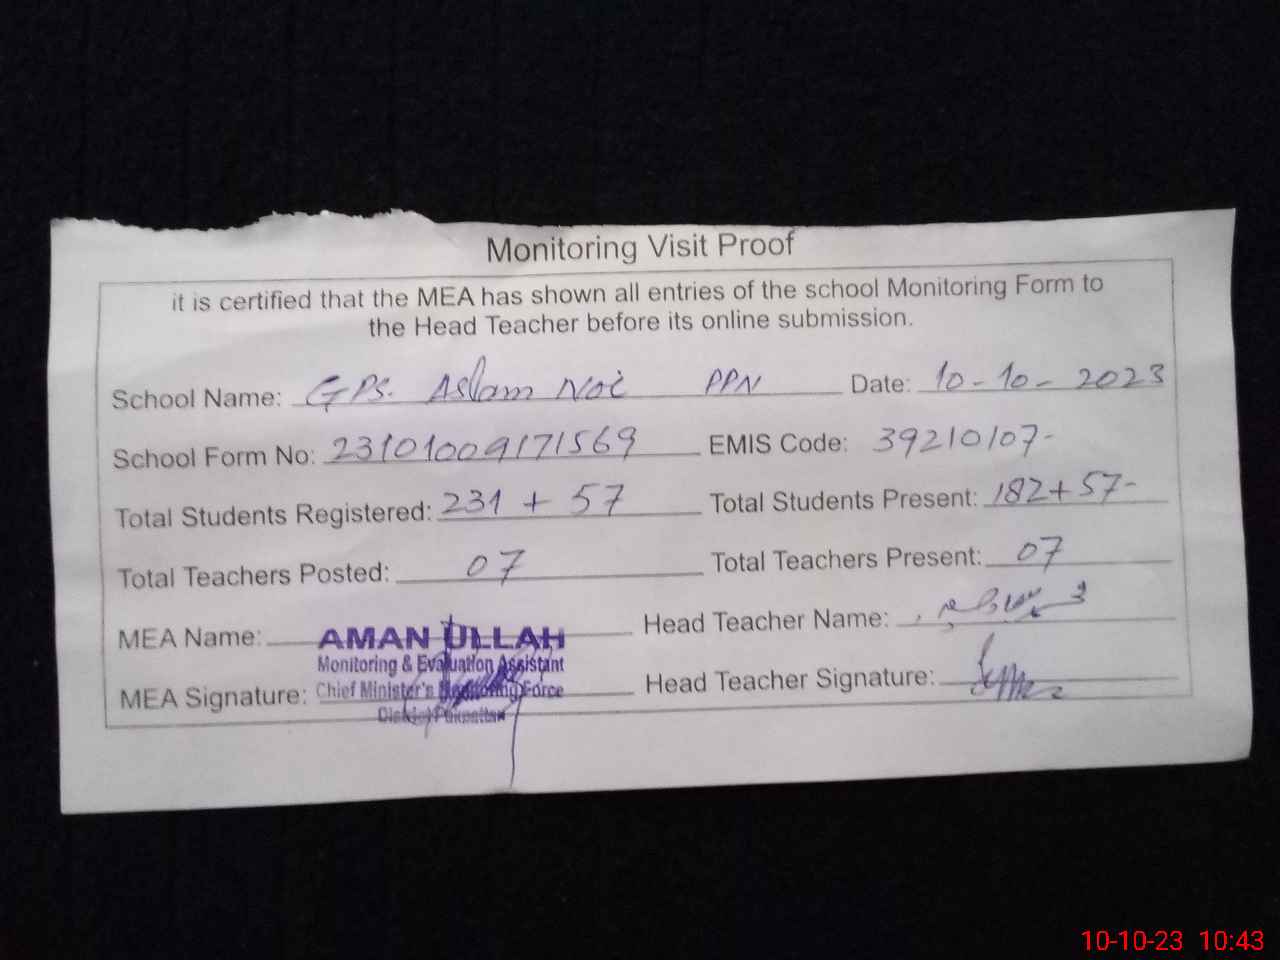 Monitoring Visit Proof
it is certified that the MEA has shown all entries of the school Monitoring Form to
the Head Teacher before its online submission.
School Name: GPS. Aslam Noi PPN Date: 10-10-2023
School Form No: 23101009171569 EMIS Code: 39210107-
Total Students Registered: 231 + 57 Total Students Present: 182+57-
Total Teachers Posted: 07 Total Teachers Present: 07
MEA Name: AMAN ULLAH Head Teacher Name:
Monitoring & Evaluation Assistant
MEA Signature: Chief Minister's Monitoring Force Head Teacher Signature:
District Pakpattan
10-10-23 10:43